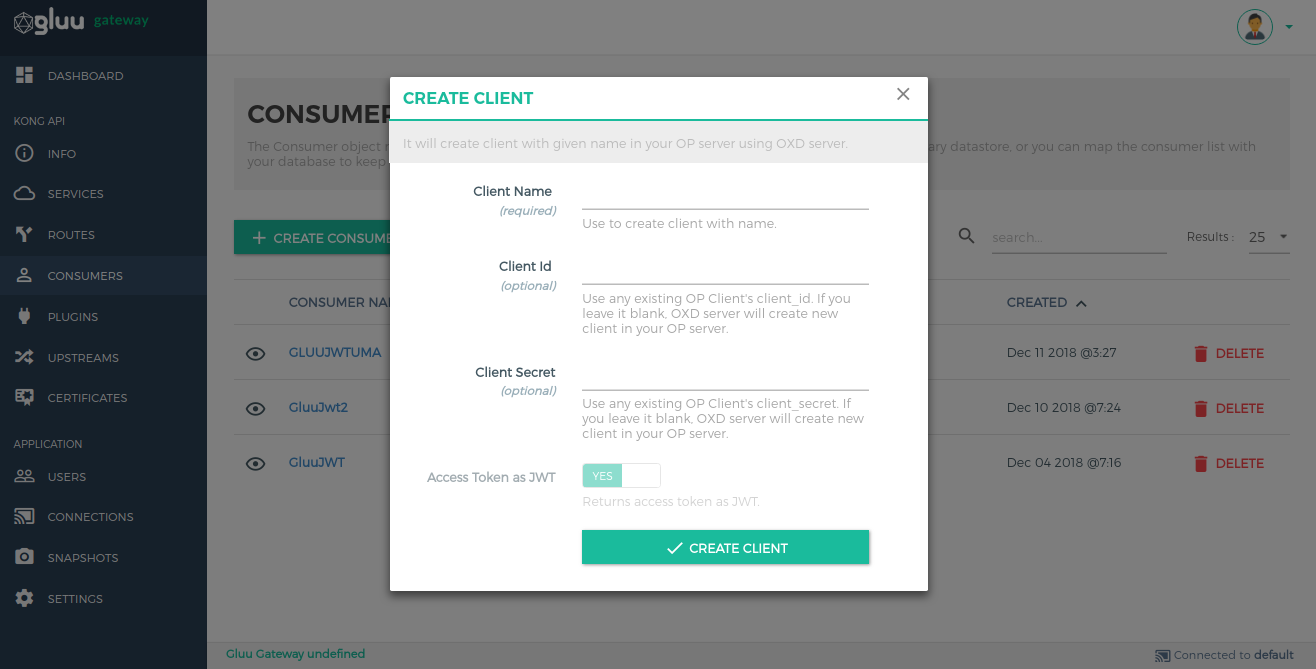 gluu gateway
DASHBOARD
KONG API
INFO
SERVICES
ROUTES
CONSUMERS
PLUGINS
UPSTREAMS
CERTIFICATES
APPLICATION
USERS
CONNECTIONS
SNAPSHOTS
SETTINGS
CONSUMER
The Consumer object
ary datastore, or you can map the consumer list with
your database to keep
CREATE CONSUME
search...
Results :
25
CONSUMER NA
CREATED
GLUUJWTUMA
Dec 11 2018 @3:27
DELETE
GluuJwt2
Dec 10 2018 @7:24
DELETE
GluuJWT
Dec 04 2018 @7:16
DELETE
CREATE CLIENT
It will create client with given name in your OP server using OXD server.
Client Name
(required)
Use to create client with name.
Client Id
(optional)
Use any existing OP Client's client_id. If you
leave it blank, OXD server will create new
client in your OP server.
Client Secret
(optional)
Use any existing OP Client's client_secret. If
you leave it blank, OXD server will create new
client in your OP server.
Access Token as JWT
YES
Returns access token as JWT.
CREATE CLIENT
Gluu Gateway undefined
Connected to default